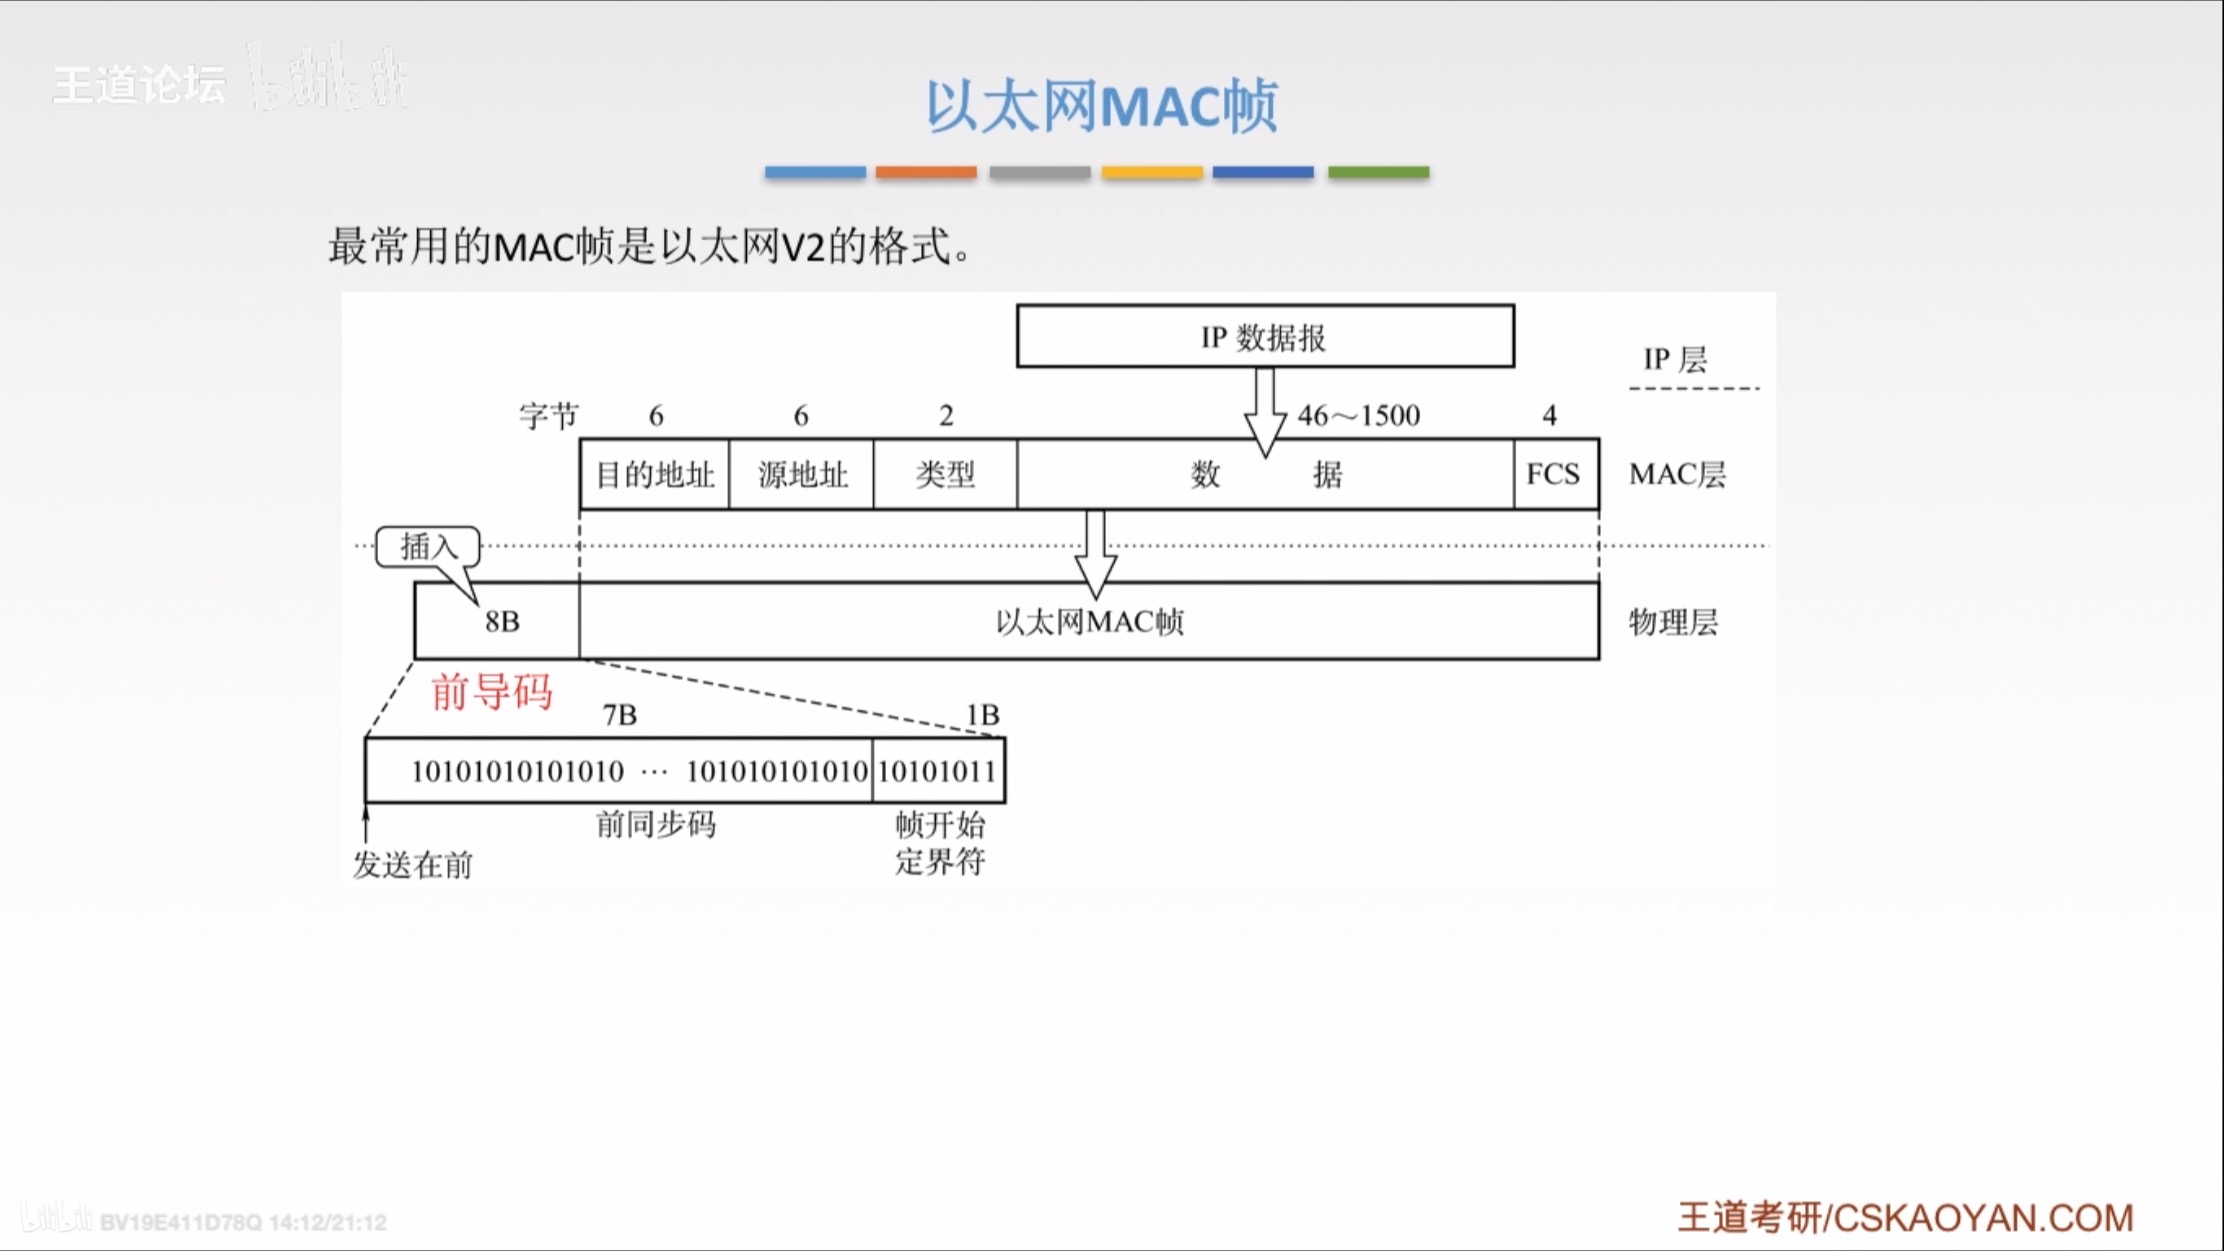 王道论坛 bilibili
以太网MAC帧
最常用的MAC帧是以太网V2的格式。
IP 数据报
IP 层
字节 6 6 2 46～1500 4
目的地址 源地址 类型 数 据 FCS MAC层
插入
8B 以太网MAC帧 物理层
前导码
7B 1B
10101010101010 … 101010101010 10101011
前同步码 帧开始
定界符
发送在前
bilibili BV19E411D78Q 14:12/21:12
王道考研/CSKAOYAN.COM